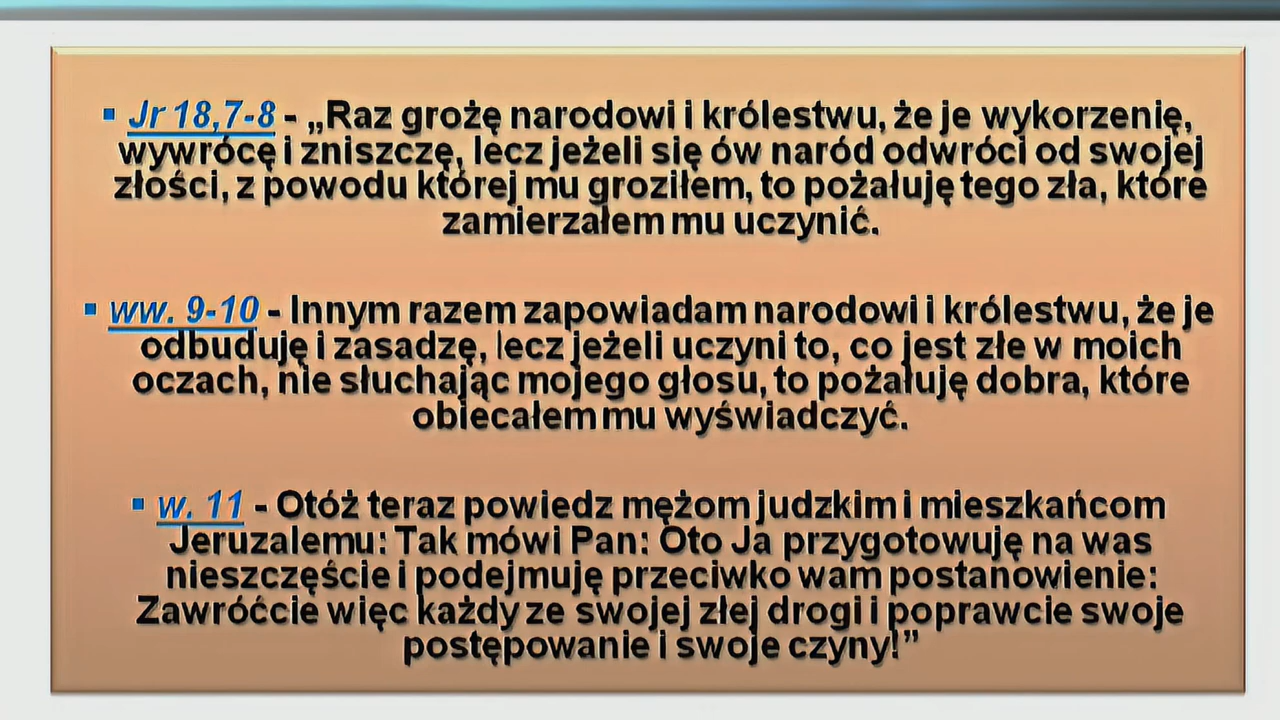 ▪ Jr 18,7-8 - „Raz grożę narodowi i królestwu, że je wykorzenię,
wywrócę i zniszczę, lecz jeżeli się ów naród odwróci od swojej
złości, z powodu której mu groziłem, to pożałuję tego zła, które
zamierzałem mu uczynić.
▪ ww. 9-10 - Innym razem zapowiadam narodowi i królestwu, że je
odbuduję i zasadzę, lecz jeżeli uczyni to, co jest złe w moich
oczach, nie słuchając mojego głosu, to pożałuję dobra, które
obiecałem mu wyświadczyć.
▪ w. 11 - Otóż teraz powiedz mężom judzkim i mieszkańcom
Jeruzalemu: Tak mówi Pan: Oto Ja przygotowuję na was
nieszczęście i podejmuję przeciwko wam postanowienie:
Zawróćcie więc każdy ze swojej złej drogi i poprawcie swoje
postępowanie i swoje czyny!”